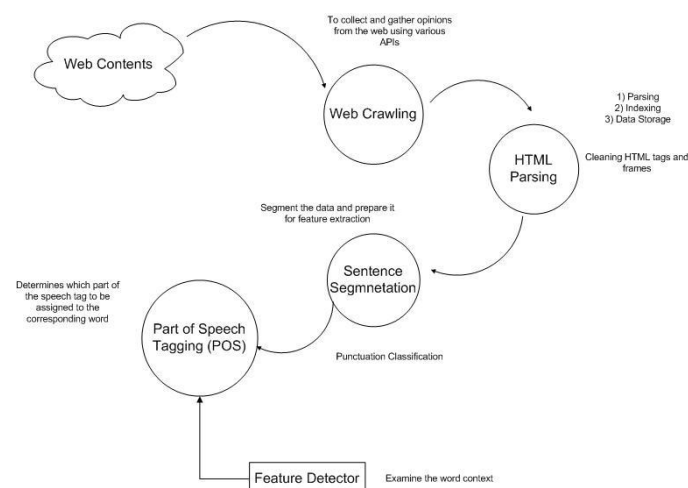 To collect and gather opinions
from the web using various
APIs
Web Contents
Web Crawling
1) Parsing
2) Indexing
3) Data Storage
HTML
Parsing
Cleaning HTML tags and
frames
Segment the data and prepare it
for feature extraction
Sentence
Segmnetation
Determines which part of
the speech tag to be
assigned to the
corresponding word
Part of Speech
Tagging (POS)
Punctuation Classification
Feature Detector
Examine the word context